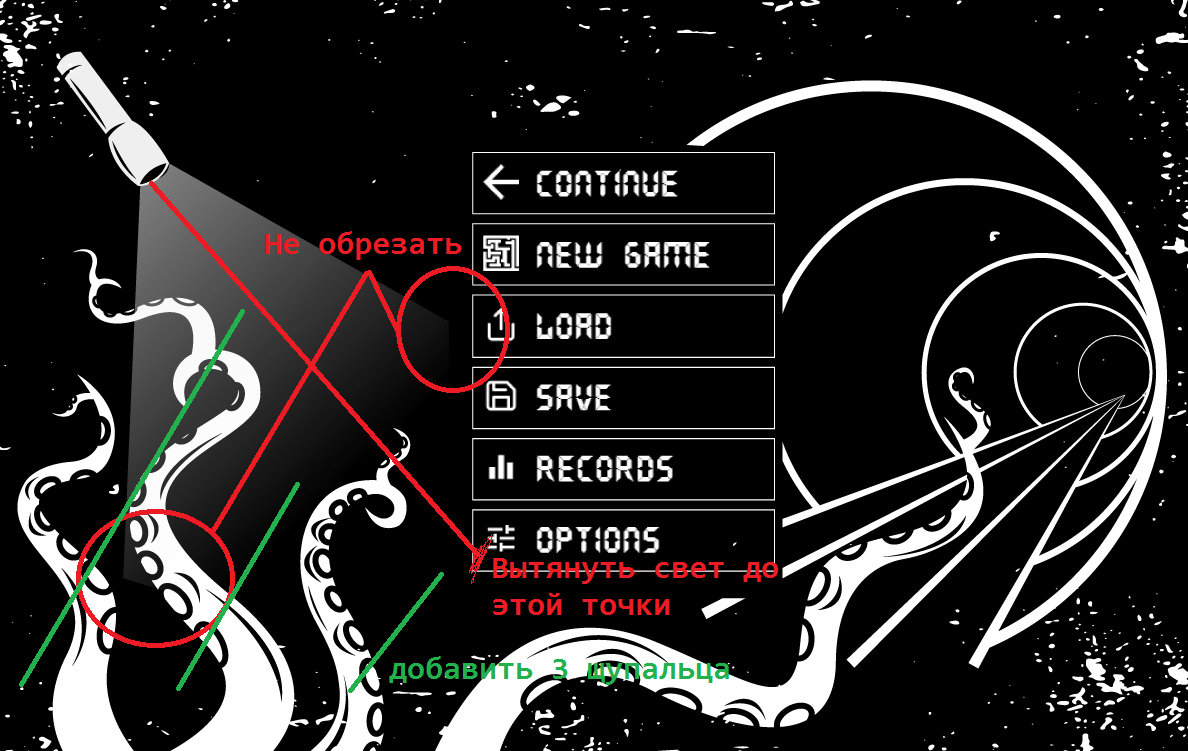 CONTINUE
Не обрезать
NEW GAME
LOAD
SAVE
RECORDS
OPTIONS
Вытянуть свет до
этой точки
добавить 3 щупальца